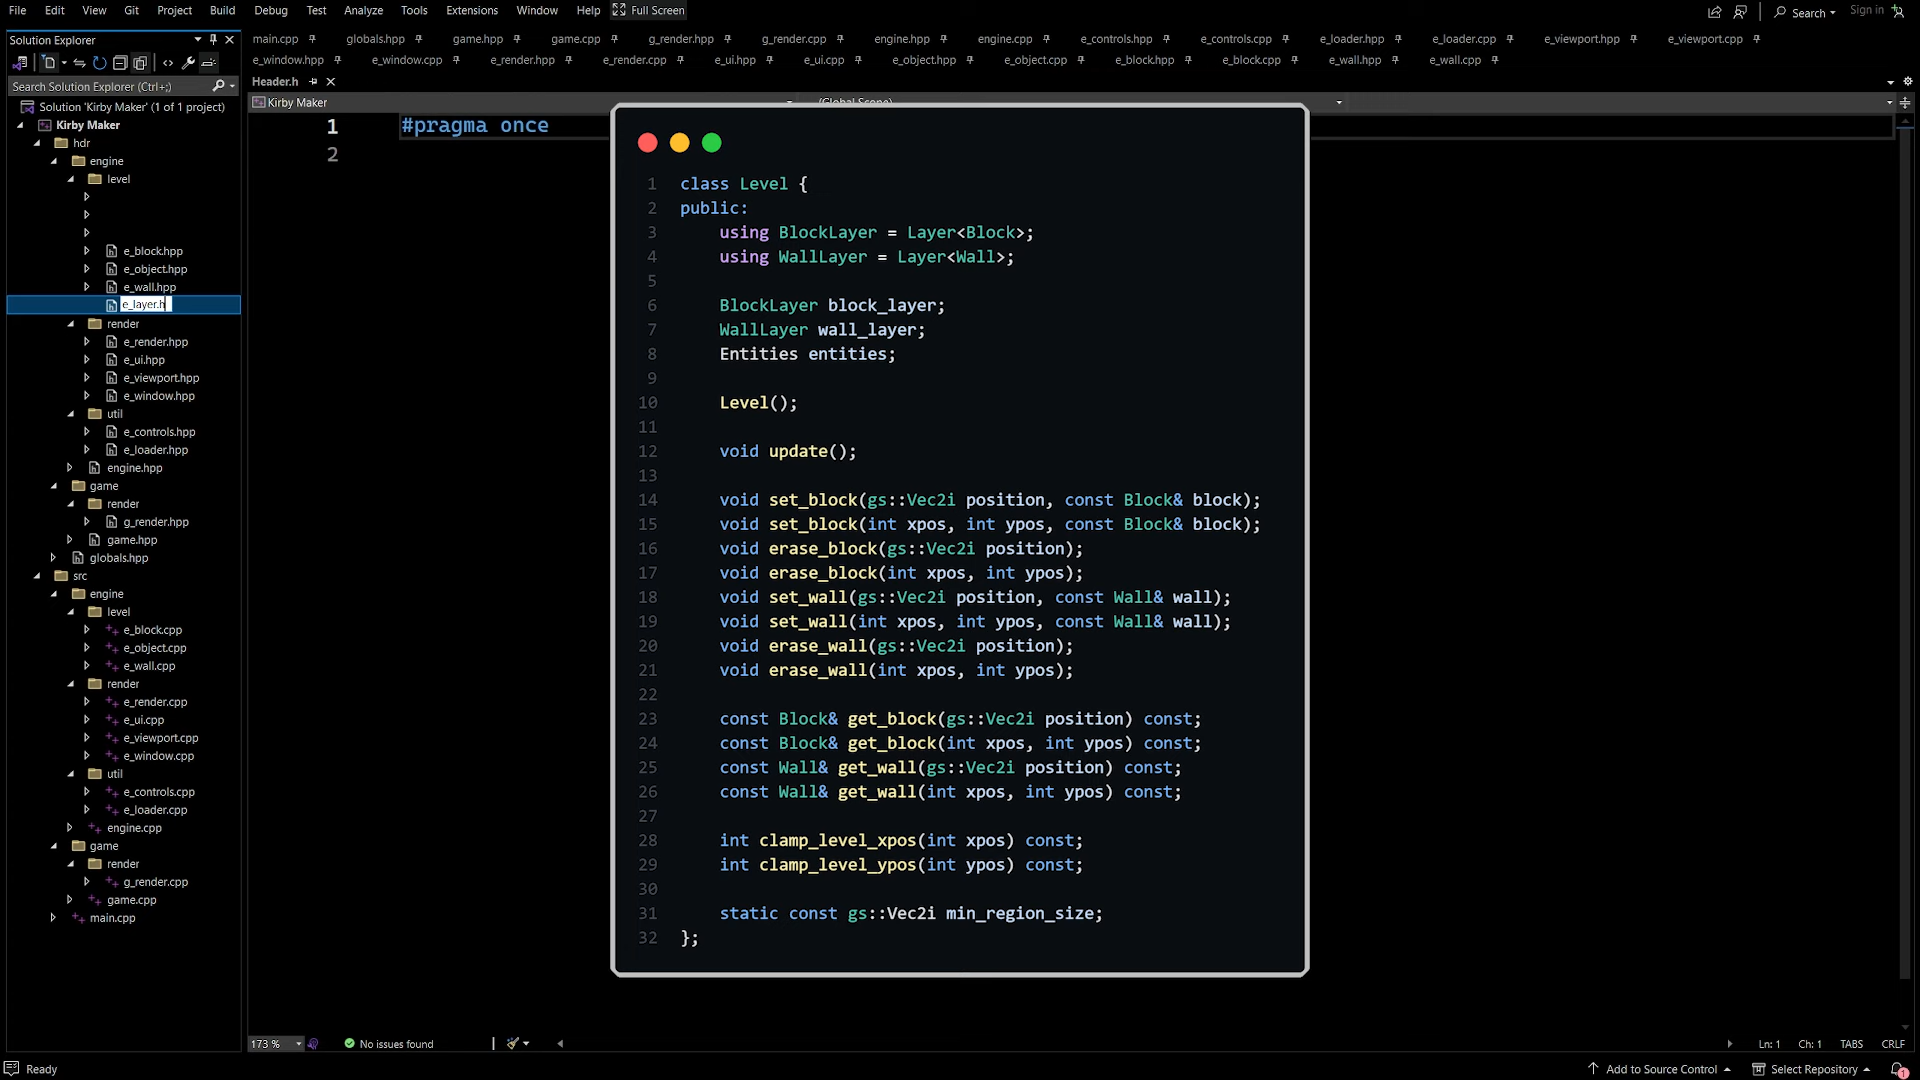 File Edit View Git Project Build Debug Test Analyze Tools Extensions Window Help Full Screen Search Sign in
Solution Explorer
main.cpp globals.hpp game.hpp game.cpp g_render.hpp g_render.cpp engine.hpp engine.cpp e_controls.hpp e_controls.cpp e_loader.hpp e_loader.cpp e_viewport.hpp e_viewport.cpp
e_window.hpp e_window.cpp e_render.hpp e_render.cpp e_ui.hpp e_ui.cpp e_object.hpp e_object.cpp e_block.hpp e_block.cpp e_wall.hpp e_wall.cpp
Header.h
Search Solution Explorer (Ctrl+;)
Kirby Maker (Global Scope)
Solution 'Kirby Maker' (1 of 1 project)
Kirby Maker
hdr
engine
level
e_block.hpp
e_object.hpp
e_wall.hpp
e_layer.h
render
e_render.hpp
e_ui.hpp
e_viewport.hpp
e_window.hpp
util
e_controls.hpp
e_loader.hpp
engine.hpp
game
render
g_render.hpp
game.hpp
globals.hpp
src
engine
level
e_block.cpp
e_object.cpp
e_wall.cpp
render
e_render.cpp
e_ui.cpp
e_viewport.cpp
e_window.cpp
util
e_controls.cpp
e_loader.cpp
engine.cpp
game
render
g_render.cpp
game.cpp
main.cpp
1 #pragma once
2
1 class Level {
2 public:
3 using BlockLayer = Layer<Block>;
4 using WallLayer = Layer<Wall>;
5
6 BlockLayer block_layer;
7 WallLayer wall_layer;
8 Entities entities;
9
10 Level();
11
12 void update();
13
14 void set_block(gs::Vec2i position, const Block& block);
15 void set_block(int xpos, int ypos, const Block& block);
16 void erase_block(gs::Vec2i position);
17 void erase_block(int xpos, int ypos);
18 void set_wall(gs::Vec2i position, const Wall& wall);
19 void set_wall(int xpos, int ypos, const Wall& wall);
20 void erase_wall(gs::Vec2i position);
21 void erase_wall(int xpos, int ypos);
22
23 const Block& get_block(gs::Vec2i position) const;
24 const Block& get_block(int xpos, int ypos) const;
25 const Wall& get_wall(gs::Vec2i position) const;
26 const Wall& get_wall(int xpos, int ypos) const;
27
28 int clamp_level_xpos(int xpos) const;
29 int clamp_level_ypos(int ypos) const;
30
31 static const gs::Vec2i min_region_size;
32 };
173 % No issues found Ln: 1 Ch: 1 TABS CRLF
Ready Add to Source Control Select Repository 1